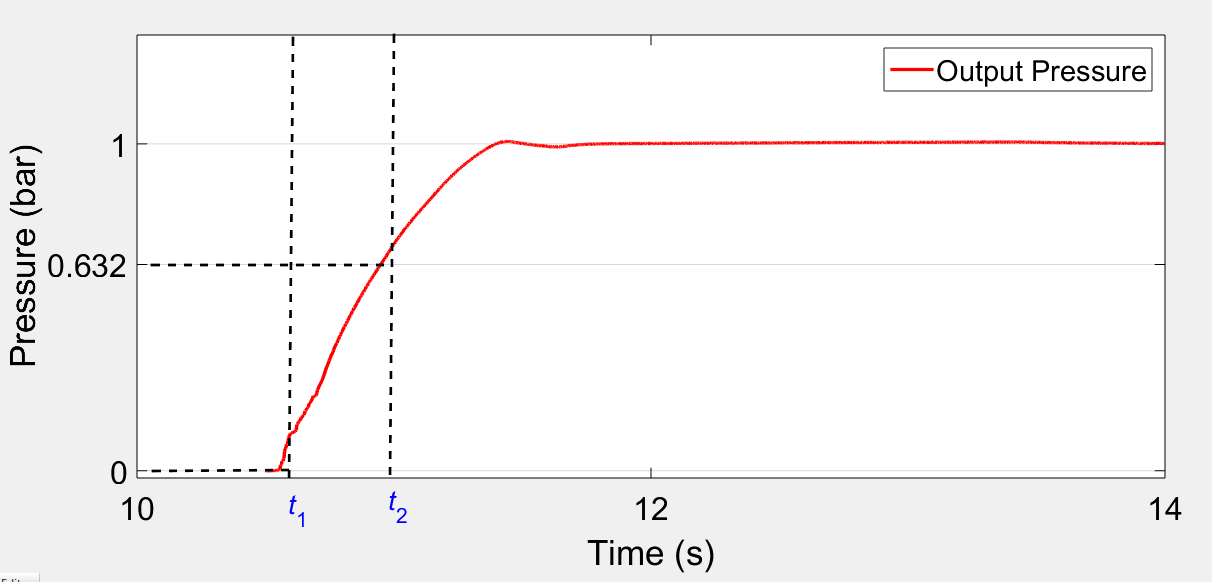 Output Pressure
Pressure (bar)
1
0.632
0
10
t1
t2
12
14
Time (s)